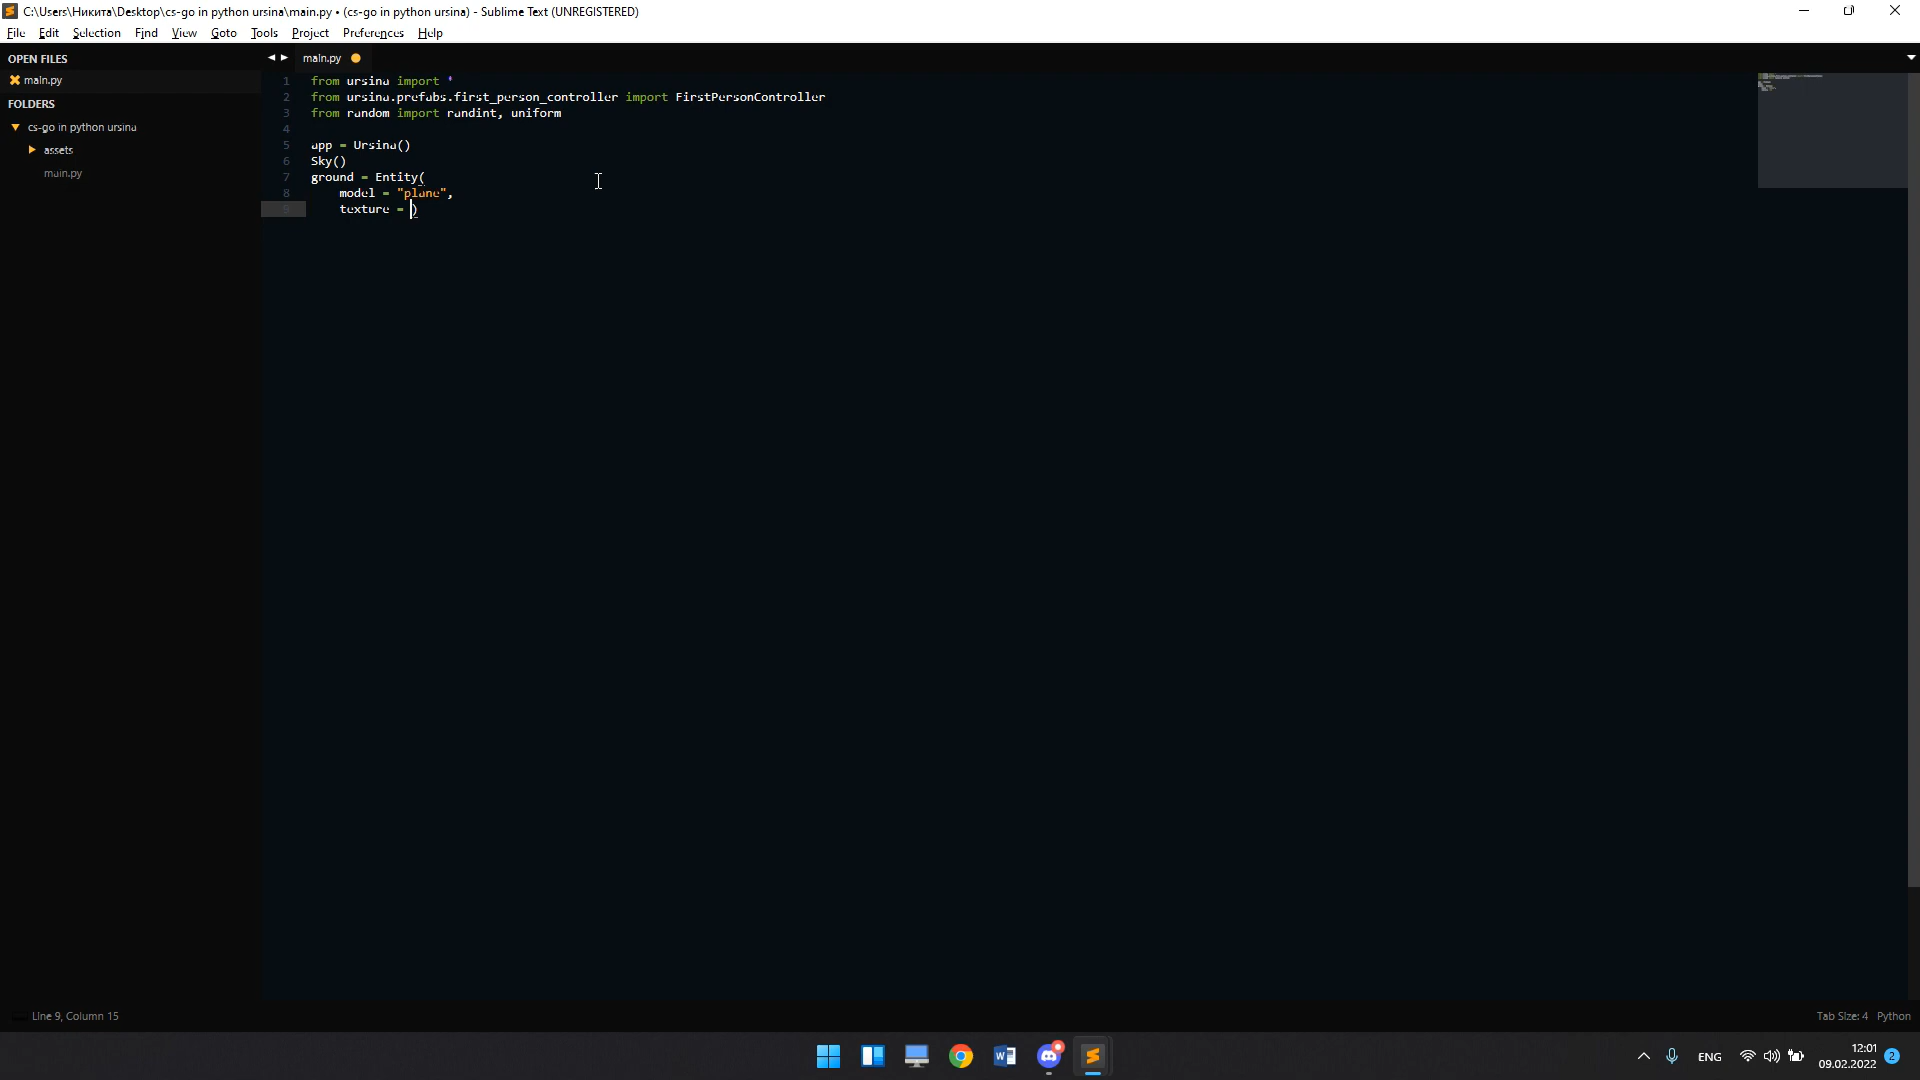 C:\Users\Никита\Desktop\cs-go in python ursina\main.py • (cs-go in python ursina) - Sublime Text (UNREGISTERED)
File Edit Selection Find View Goto Tools Project Preferences Help
OPEN FILES
main.py
FOLDERS
cs-go in python ursina
assets
main.py
main.py
1 from ursina import *
2 from ursina.prefabs.first_person_controller import FirstPersonController
3 from random import randint, uniform
4
5 app = Ursina()
6 Sky()
7 ground = Entity(
8 model = "plane",
9 texture = )
Line 9, Column 15
Tab Size: 4 Python
ENG
12:01
09.02.2022
2